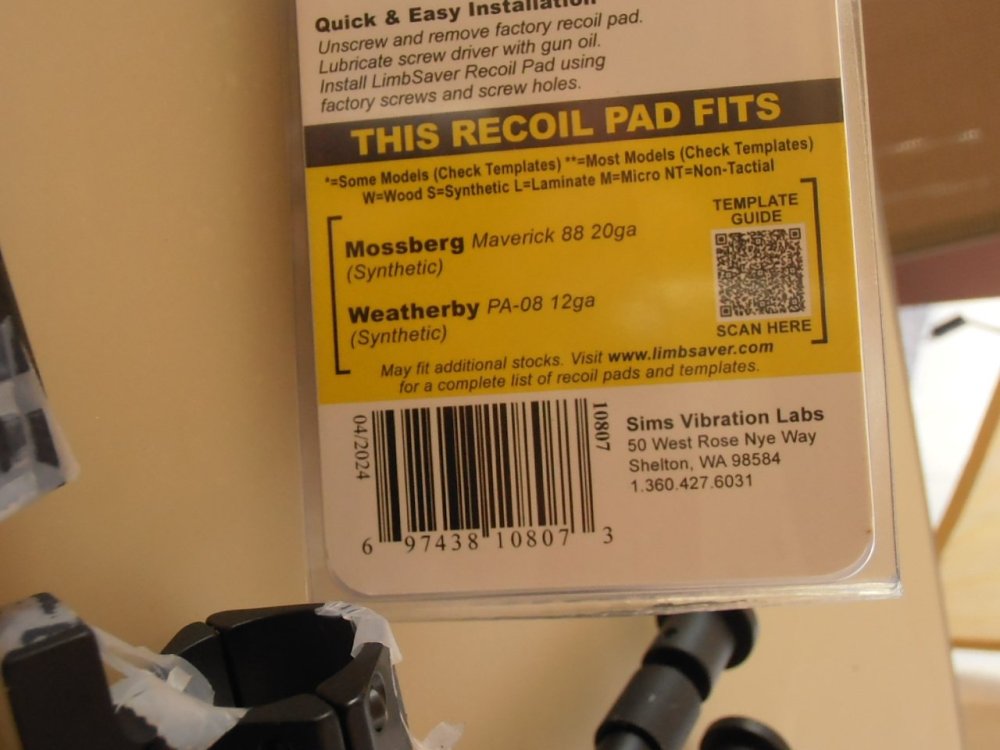 Quick & Easy Installation
Unscrew and remove factory recoil pad.
Lubricate screw driver with gun oil.
Install LimbSaver Recoil Pad using
factory screws and screw holes.
THIS RECOIL PAD FITS
*=Some Models (Check Templates) **=Most Models (Check Templates)
W=Wood S=Synthetic L=Laminate M=Micro NT=Non-Tactial
Mossberg Maverick 88 20ga
(Synthetic)
Weatherby PA-08 12ga
(Synthetic)
TEMPLATE
GUIDE
SCAN HERE
May fit additional stocks. Visit www.limbsaver.com
for a complete list of recoil pads and templates.
04/2024
10807
6 97438 10807 3
Sims Vibration Labs
50 West Rose Nye Way
Shelton, WA 98584
1.360.427.6031